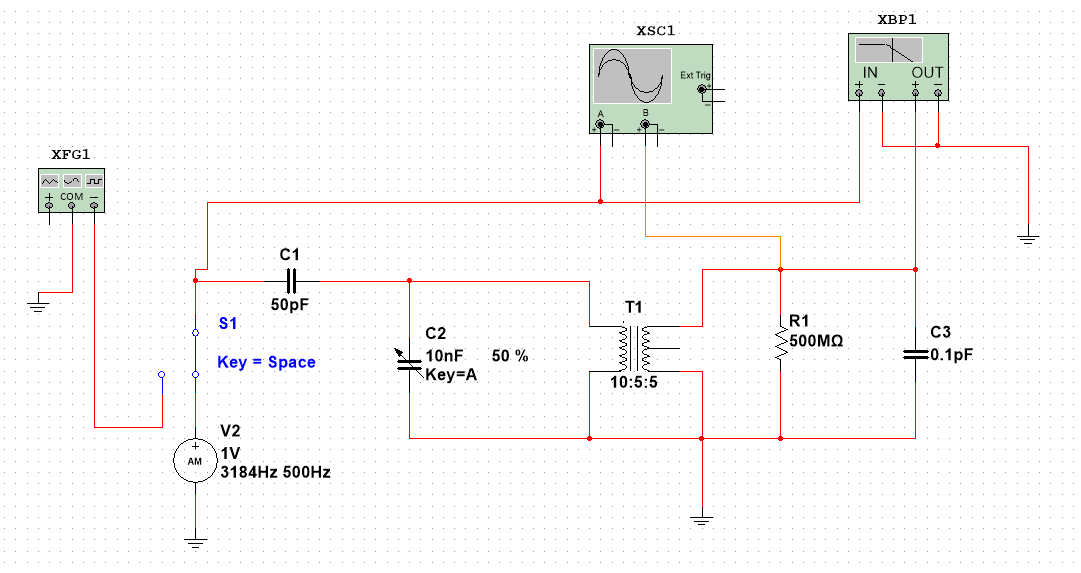 XSC1
XBP1
Ext Trig
+
−
A
B
+ − + −
IN OUT
+ − + −
XFG1
+ COM −
C1
50pF
S1
Key = Space
V2
1V
3184Hz 500Hz
+
AM
C2
10nF 50 %
Key=A
T1
10:5:5
R1
500MΩ
C3
0.1pF